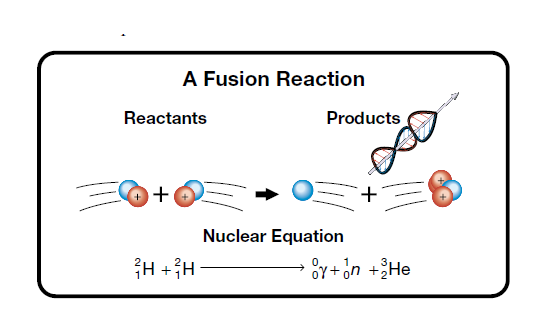 A Fusion Reaction
Reactants Products
+ + + → + + +
Nuclear Equation
²₁H + ²₁H ⟶ ⁰₀γ + ¹₀n + ³₂He